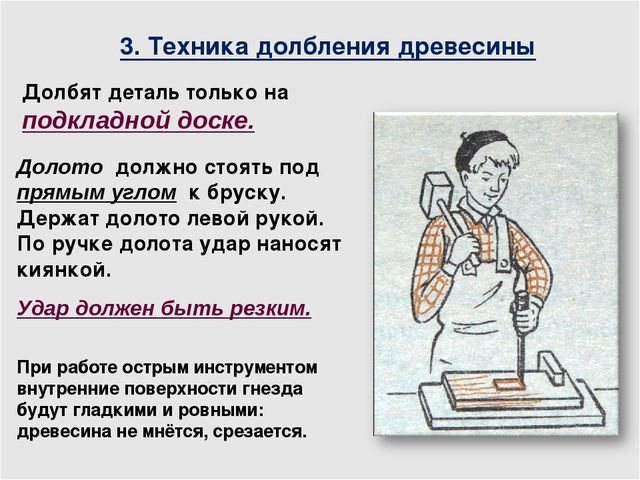 3. Техника долбления древесины
Долбят деталь только на
подкладной доске.
Долото должно стоять под
прямым углом к бруску.
Держат долото левой рукой.
По ручке долота удар наносят
киянкой.
Удар должен быть резким.
При работе острым инструментом
внутренние поверхности гнезда
будут гладкими и ровными:
древесина не мнётся, срезается.